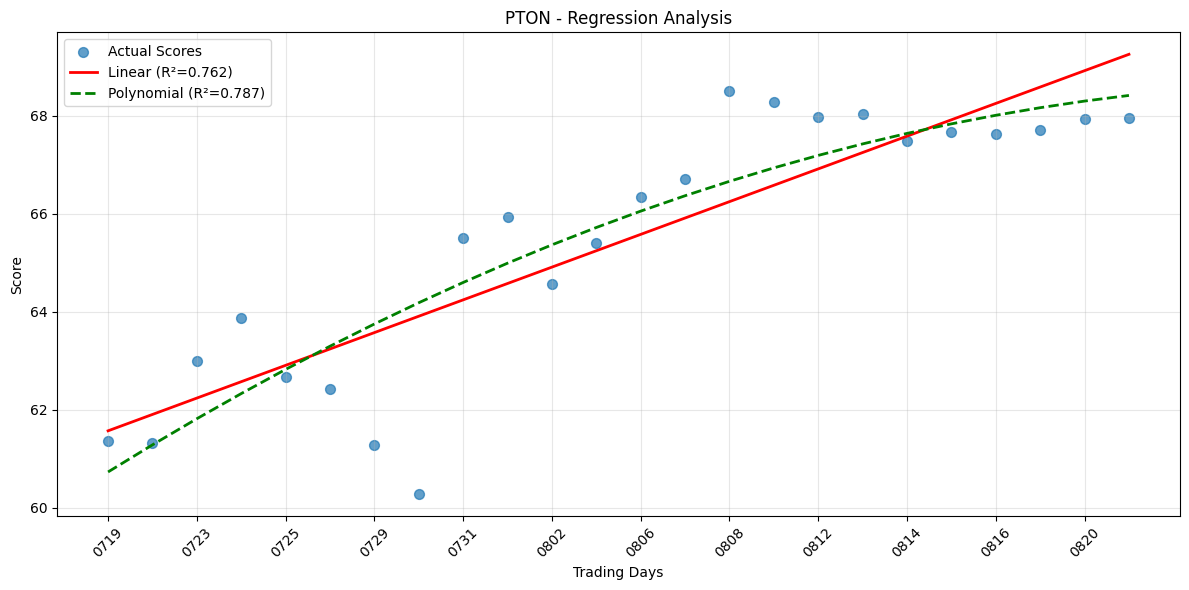 PTON - Regression Analysis
Actual Scores
Linear (R²=0.762)
Polynomial (R²=0.787)
Score
68
66
64
62
60
0719
0723
0725
0729
0731
0802
0806
0808
0812
0814
0816
0820
Trading Days